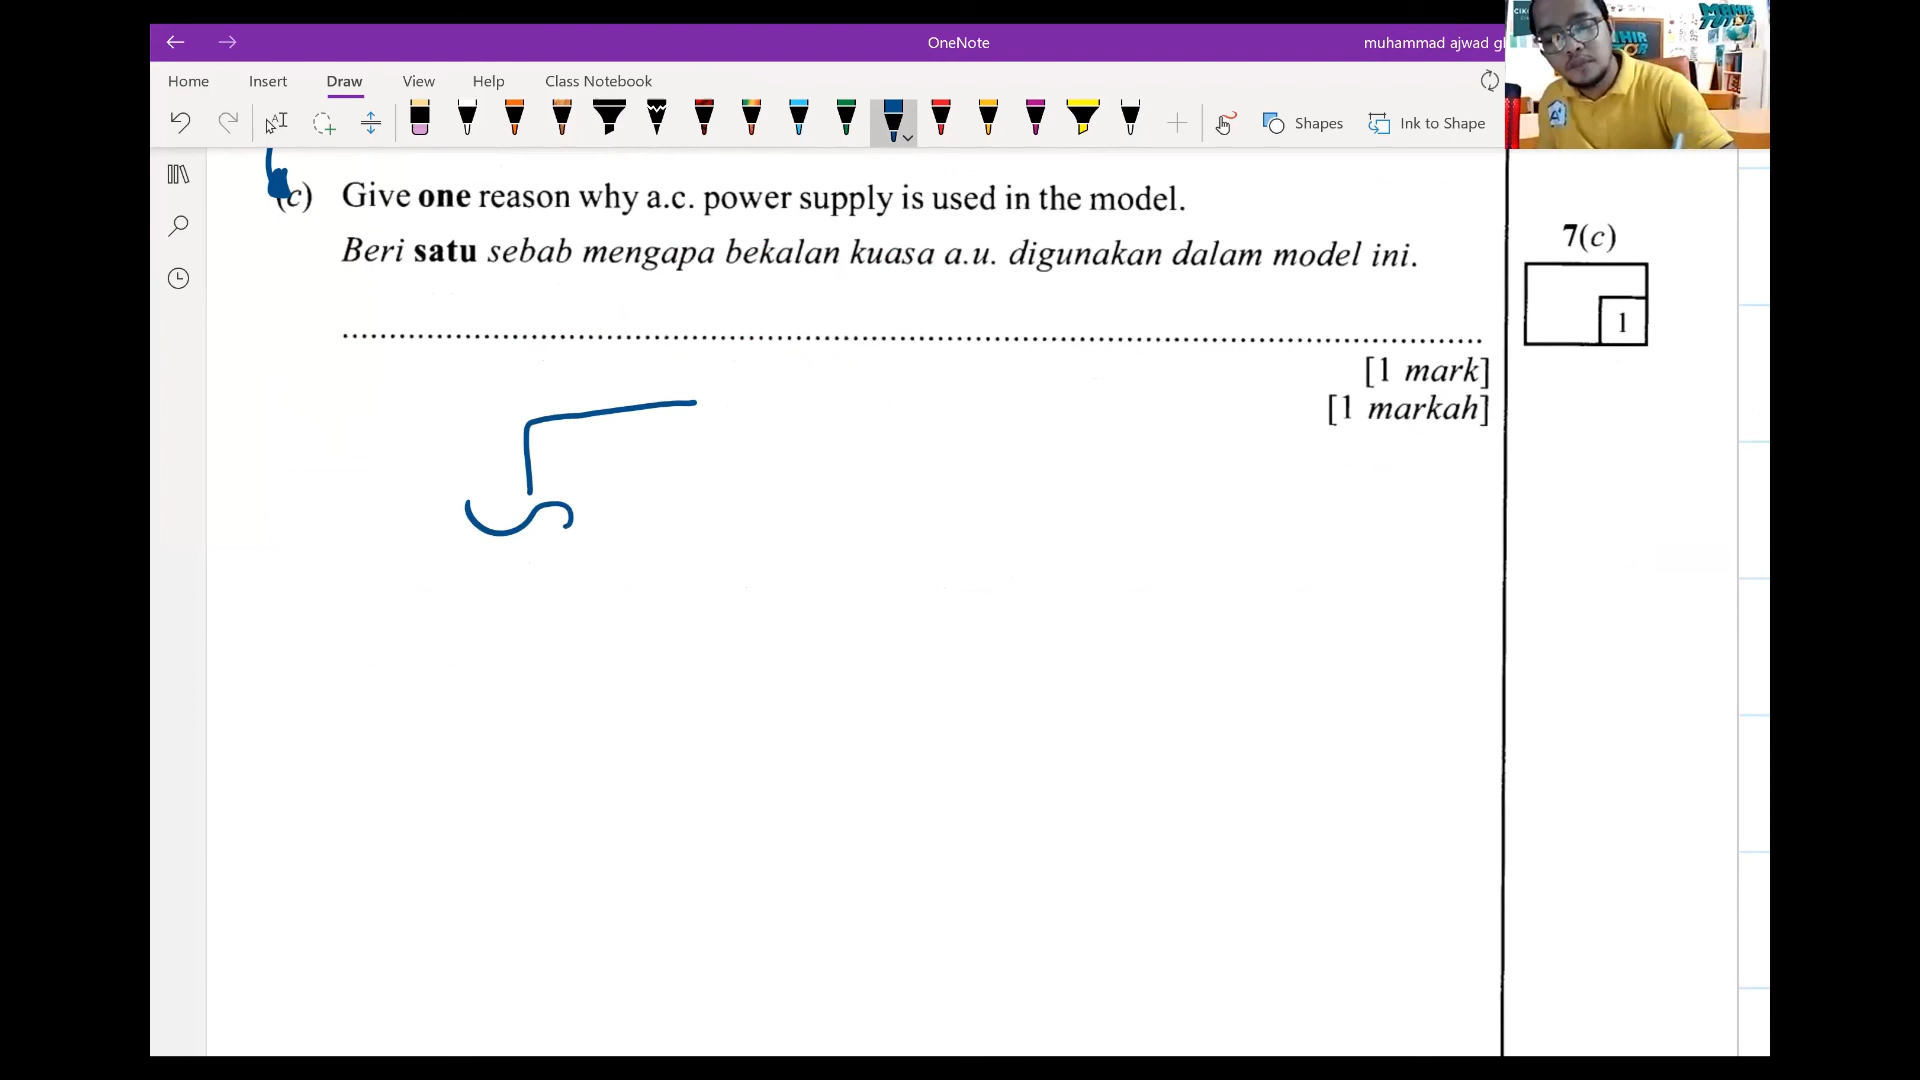 OneNote
muhammad ajwad g
Home Insert Draw View Help Class Notebook
Shapes Ink to Shape
(c) Give one reason why a.c. power supply is used in the model.
Beri satu sebab mengapa bekalan kuasa a.u. digunakan dalam model ini.
[1 mark]
[1 markah]
7(c)
1